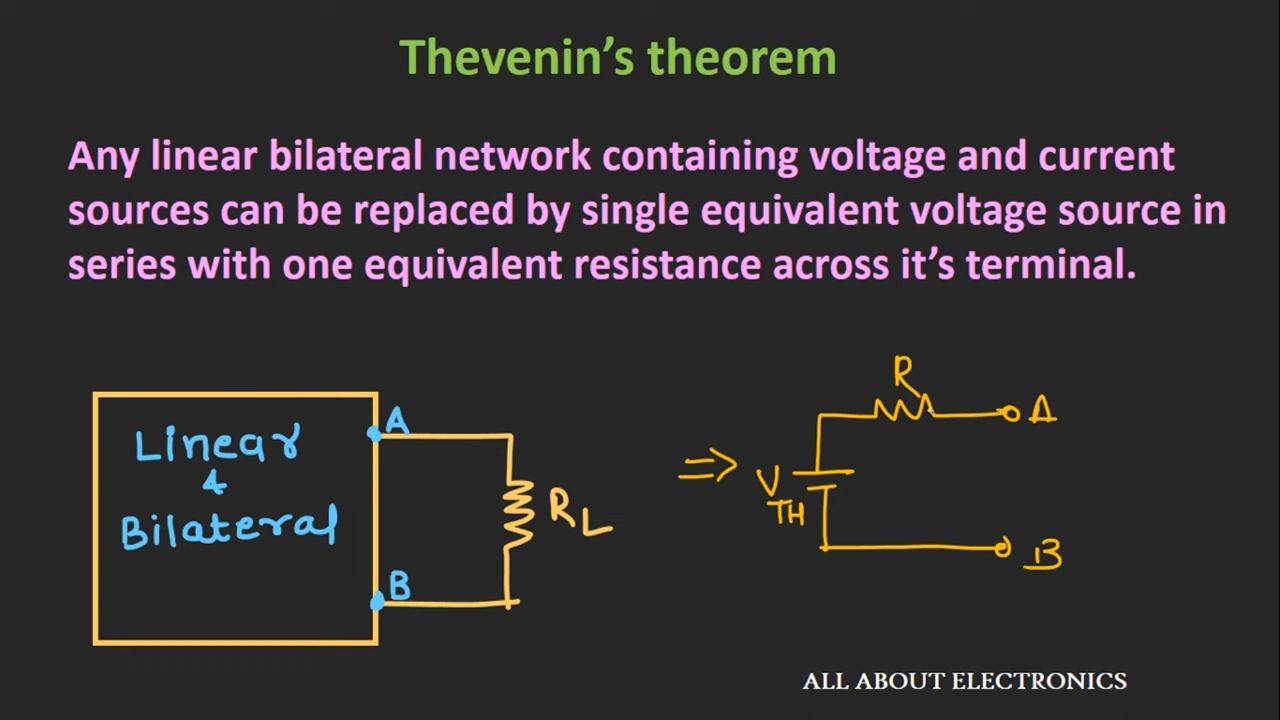 Thevenin's theorem
Any linear bilateral network containing voltage and current
sources can be replaced by single equivalent voltage source in
series with one equivalent resistance across it's terminal.
Linear
&
Bilateral
A
B
RL
⇒
VTH
R
A
B
ALL ABOUT ELECTRONICS